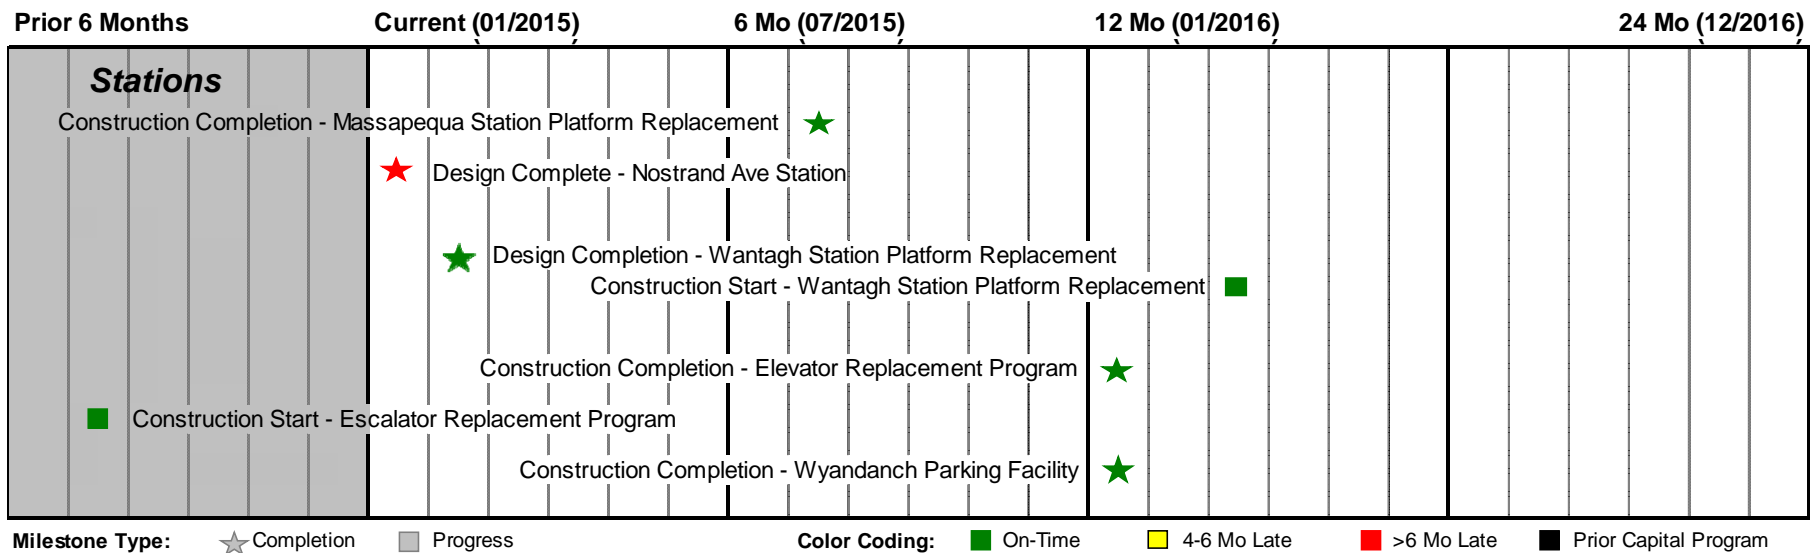 Prior 6 Months Current (01/2015) 6 Mo (07/2015) 12 Mo (01/2016) 24 Mo (12/2016)
Stations
Construction Completion - Massapequa Station Platform Replacement
Design Complete - Nostrand Ave Station
Design Completion - Wantagh Station Platform Replacement
Construction Start - Wantagh Station Platform Replacement
Construction Completion - Elevator Replacement Program
Construction Start - Escalator Replacement Program
Construction Completion - Wyandanch Parking Facility
Milestone Type: Completion Progress Color Coding: On-Time 4-6 Mo Late >6 Mo Late Prior Capital Program